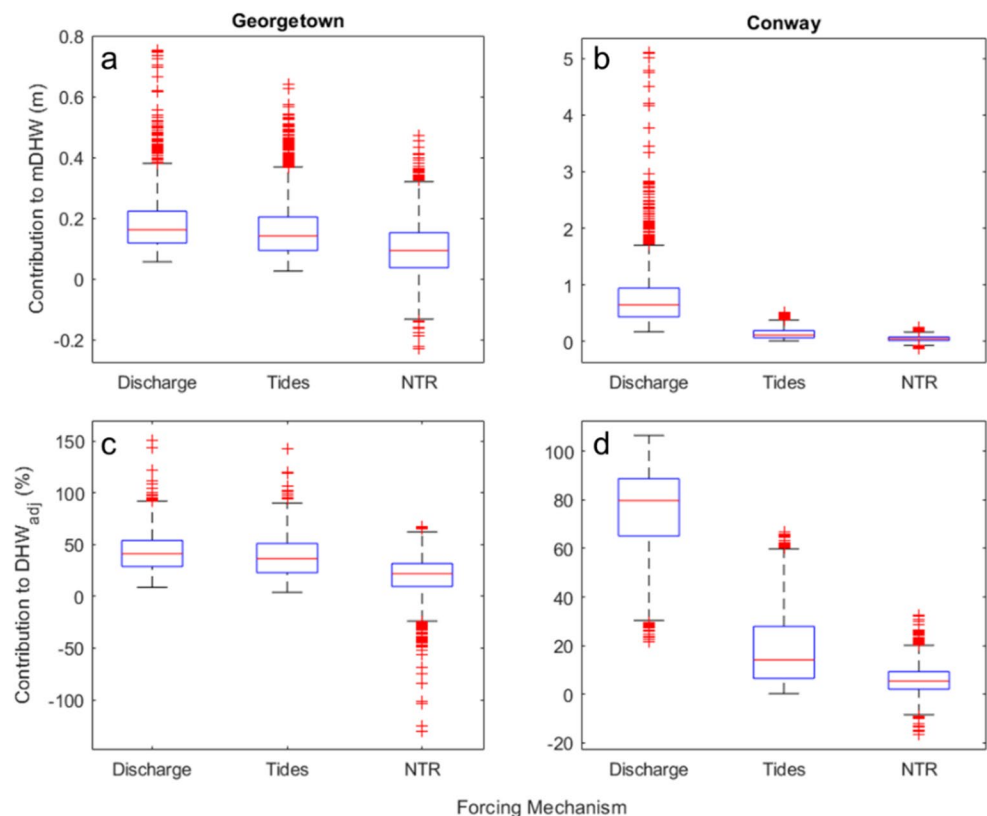 Georgetown
Conway
a
b
c
d
Contribution to mDHW (m)
0.8
0.6
0.4
0.2
0
-0.2
Discharge Tides NTR
5
4
3
2
1
0
Discharge Tides NTR
Contribution to DHWadj (%)
150
100
50
0
-50
-100
Discharge Tides NTR
100
80
60
40
20
0
-20
Discharge Tides NTR
Forcing Mechanism